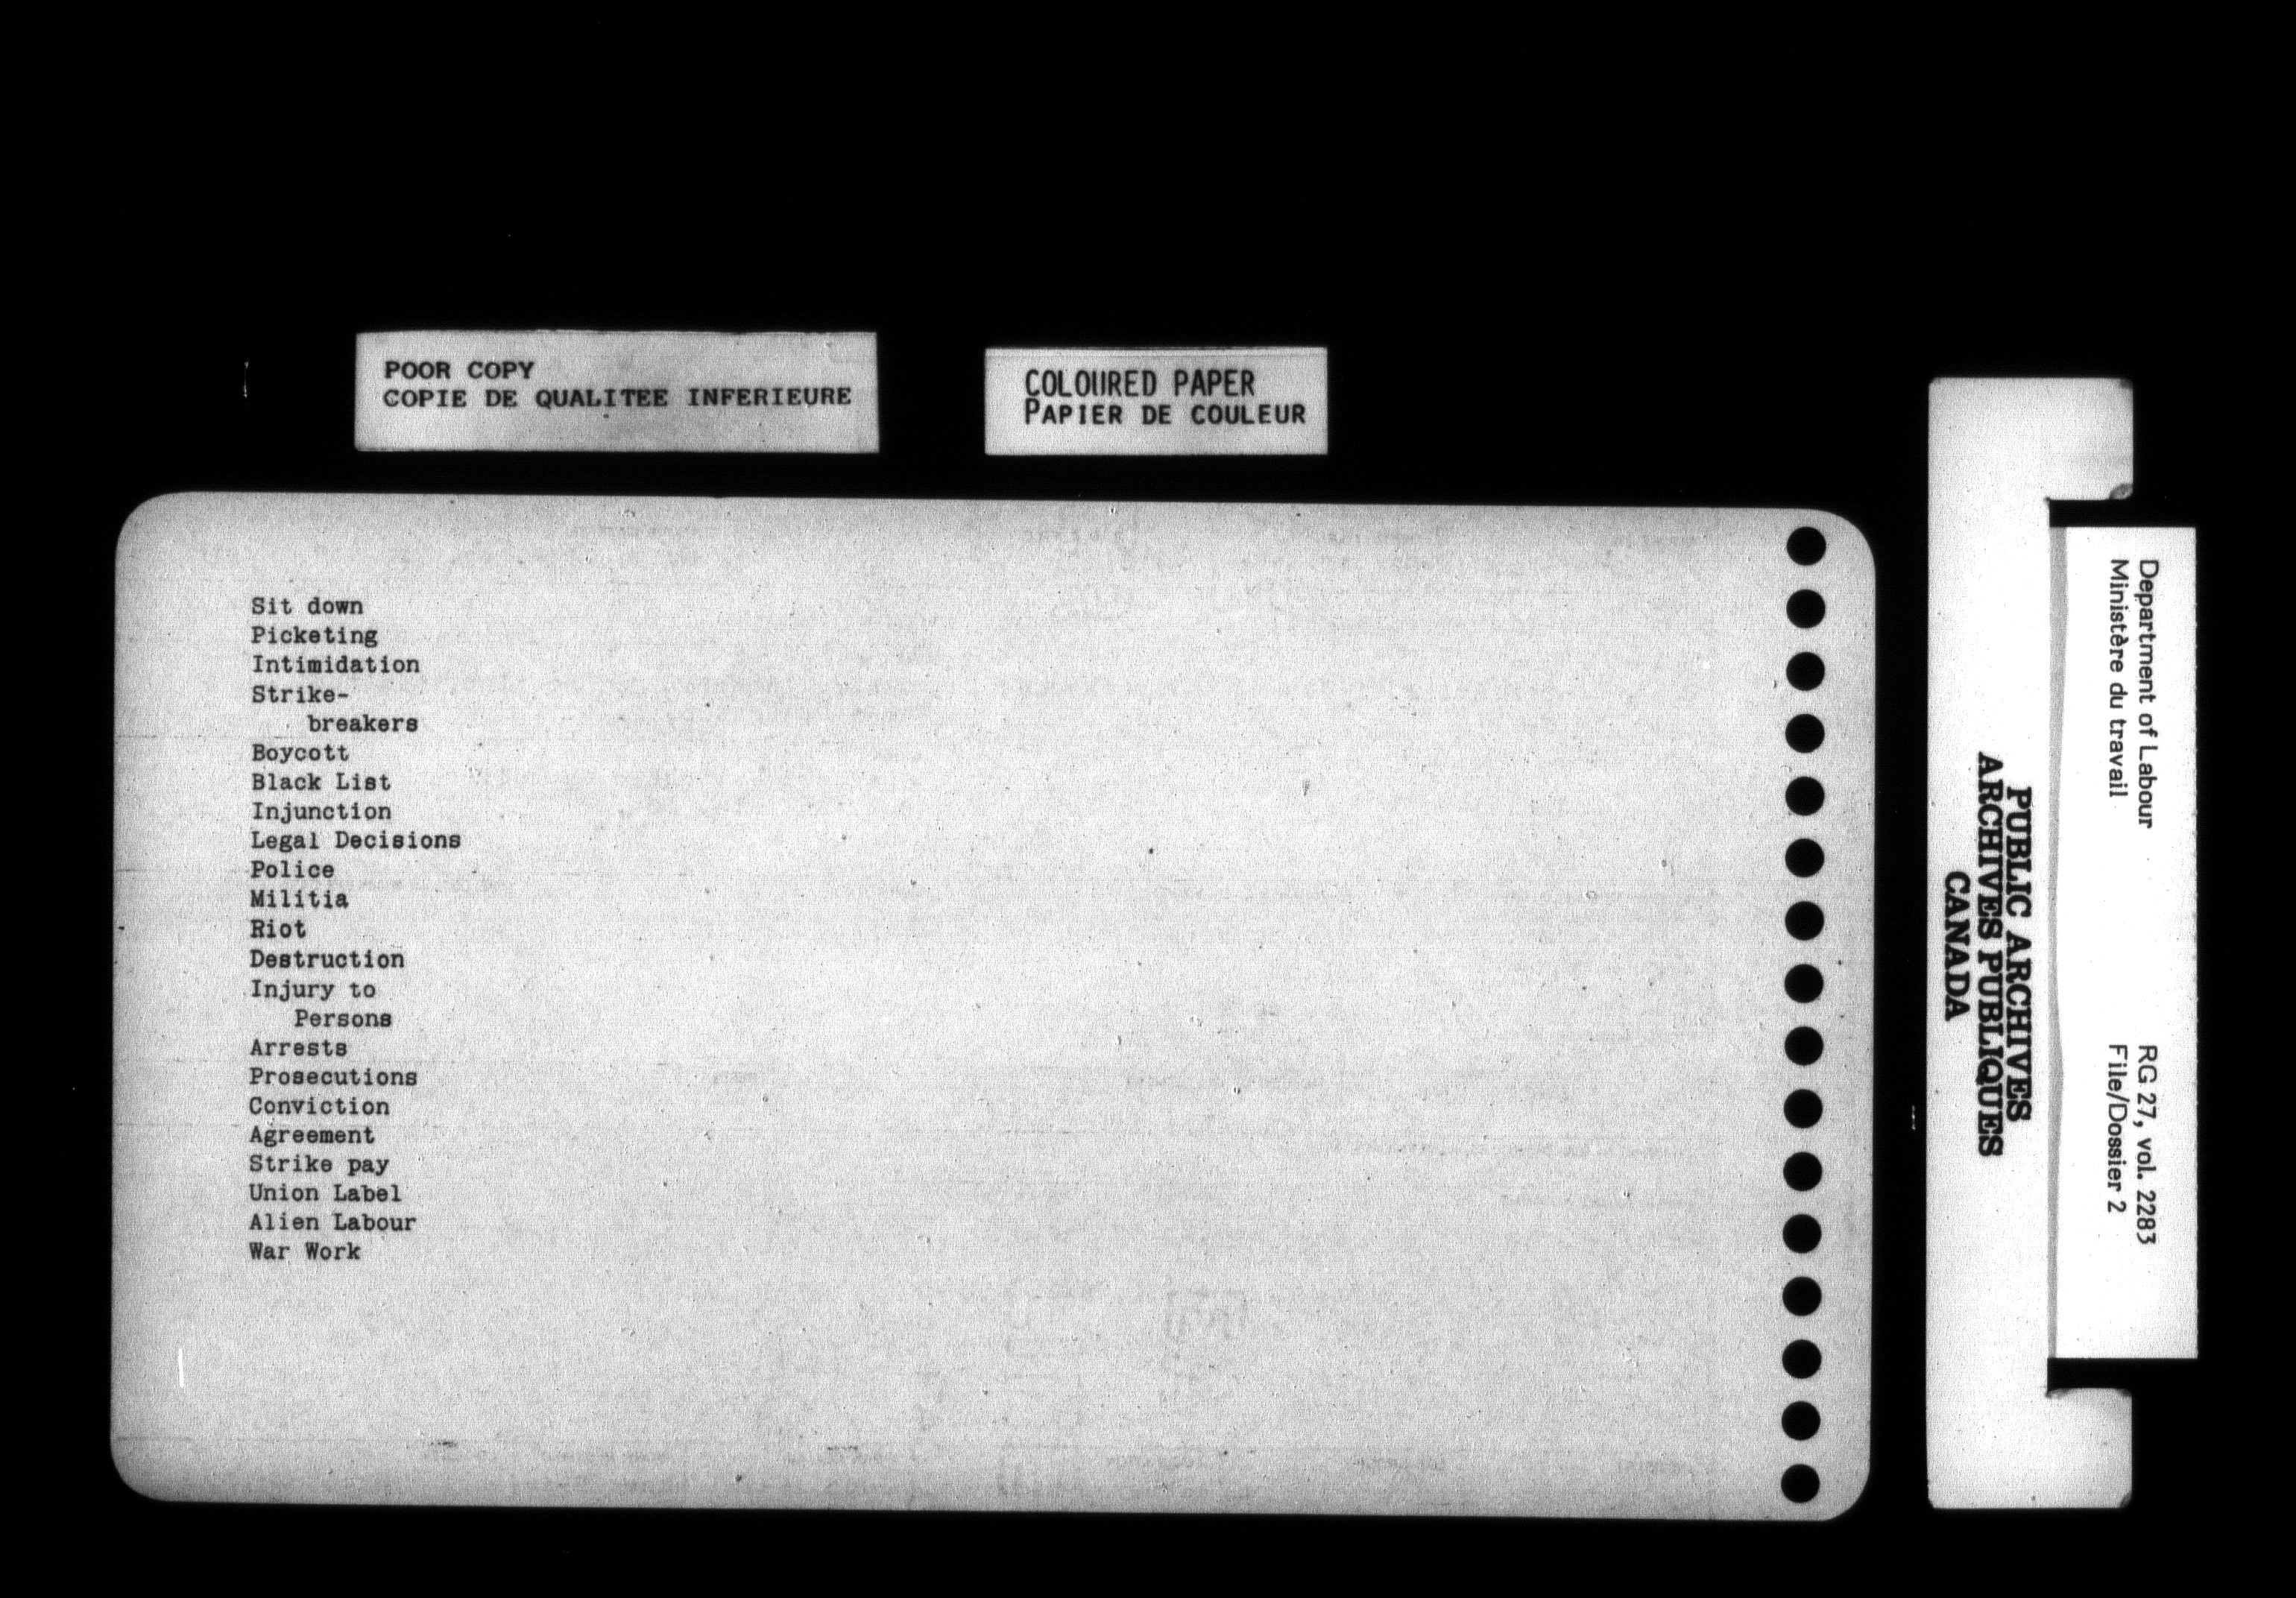 POOR COPY
COPIE DE QUALITEE INFERIEURE
COLOURED PAPER
PAPIER DE COULEUR
Sit down
Picketing
Intimidation
Strike-
breakers
Boycott
Black List
Injunction
Legal Decisions
Police
Militia
Riot
Destruction
Injury to
Persons
Arrests
Prosecutions
Conviction
Agreement
Strike pay
Union Label
Alien Labour
War Work
Department of Labour
Ministère du travail
RG 27, vol. 2283
File/Dossier 2
PUBLIC ARCHIVES
ARCHIVES PUBLIQUES
CANADA